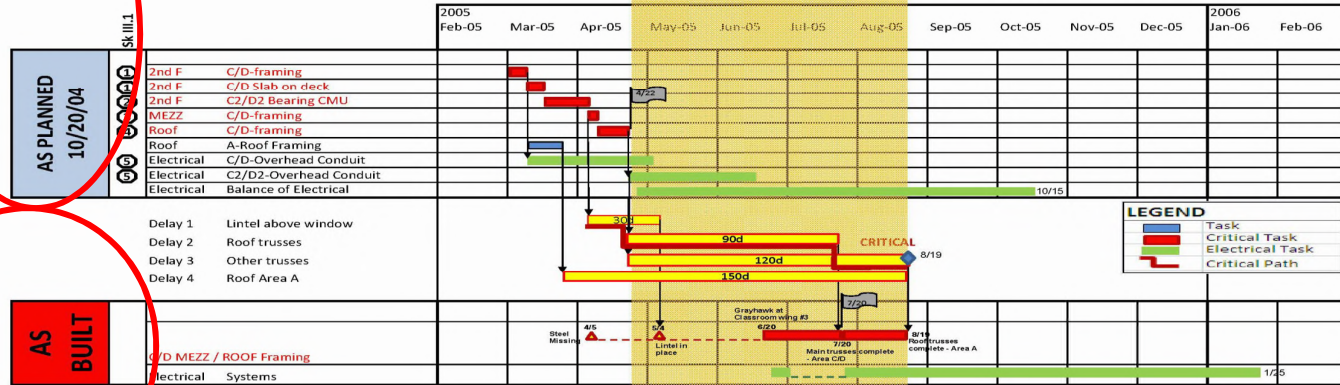 2005 2006
Feb-05 Mar-05 Apr-05 May-05 Jun-05 Jul-05 Aug-05 Sep-05 Oct-05 Nov-05 Dec-05 Jan-06 Feb-06
Sk III.1
AS PLANNED
10/20/04
1 2nd F C/D-framing
1 2nd F C/D Slab on deck
2 2nd F C2/D2 Bearing CMU
4/22
MEZZ C/D-framing
4 Roof C/D-framing
Roof A-Roof Framing
5 Electrical C/D-Overhead Conduit
5 Electrical C2/D2-Overhead Conduit
Electrical Balance of Electrical 10/15
Delay 1 Lintel above window 30d
Delay 2 Roof trusses 90d CRITICAL
Delay 3 Other trusses 120d 8/19
Delay 4 Roof Area A 150d
LEGEND
Task
Critical Task
Electrical Task
Critical Path
AS
BUILT
7/20
Grayhawk at
Classroom wing #3
Steel
Missing
4/5
5/4
Lintel in
place
6/20
7/20
Main trusses complete
- Area C/D
8/19
Roof trusses
complete - Area A
C/D MEZZ / ROOF Framing
Electrical Systems 1/25